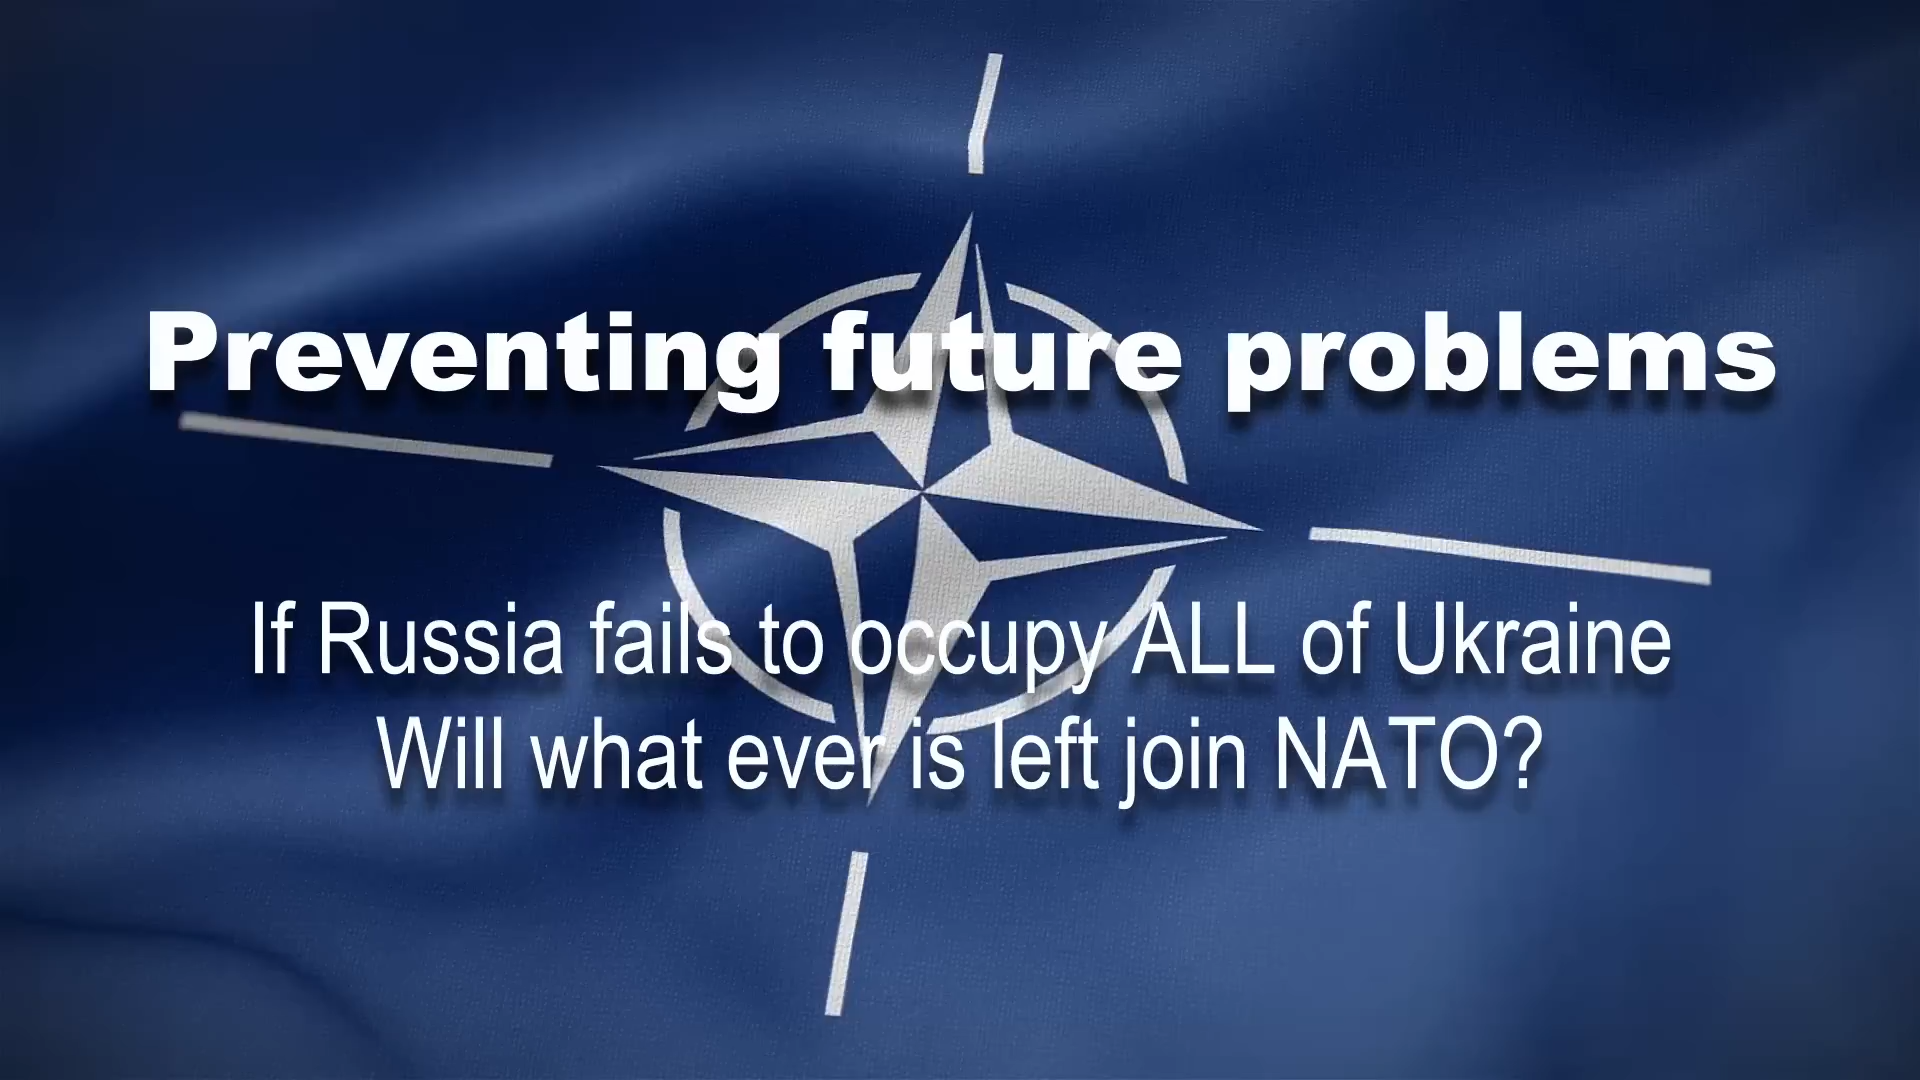 Preventing future problems
If Russia fails to occupy ALL of Ukraine
Will what ever is left join NATO?